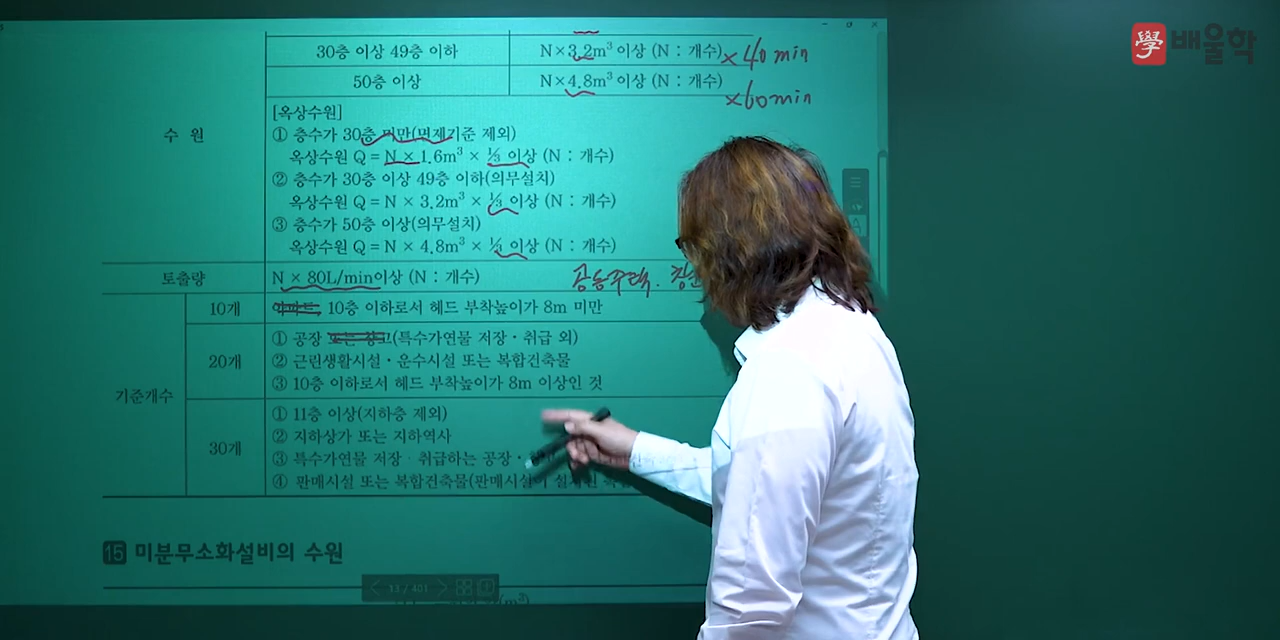 學 배울학
30층 이상 49층 이하 N×3.2m³ 이상 (N : 개수) ×40min
50층 이상 N×4.8m³ 이상 (N : 개수) ×60min
수 원
[옥상수원]
① 층수가 30층 미만(면제기준 제외)
옥상수원 Q = N × 1.6m³ × ⅓ 이상 (N : 개수)
② 층수가 30층 이상 49층 이하(의무설치)
옥상수원 Q = N × 3.2m³ × ⅓ 이상 (N : 개수)
③ 층수가 50층 이상(의무설치)
옥상수원 Q = N × 4.8m³ × ⅓ 이상 (N : 개수)
토출량 N × 80L/min이상 (N : 개수) 공동주택.
기준개수
10개 아파트, 10층 이하로서 헤드 부착높이가 8m 미만
20개
① 공장 또는 창고(특수가연물 저장·취급 외)
② 근린생활시설·운수시설 또는 복합건축물
③ 10층 이하로서 헤드 부착높이가 8m 이상인 것
30개
① 11층 이상(지하층 제외)
② 지하상가 또는 지하역사
③ 특수가연물 저장·취급하는 공장·
④ 판매시설 또는 복합건축물(판매시설이
15 미분무소화설비의 수원
13 / 401
(m³)